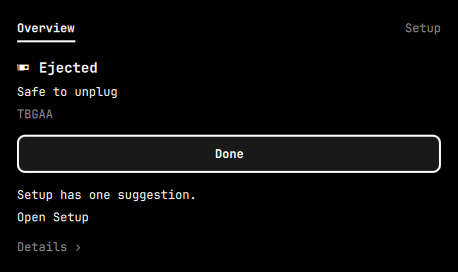 Overview
Setup
Ejected
Safe to unplug
TBGAA
Done
Setup has one suggestion.
Open Setup
Details ›